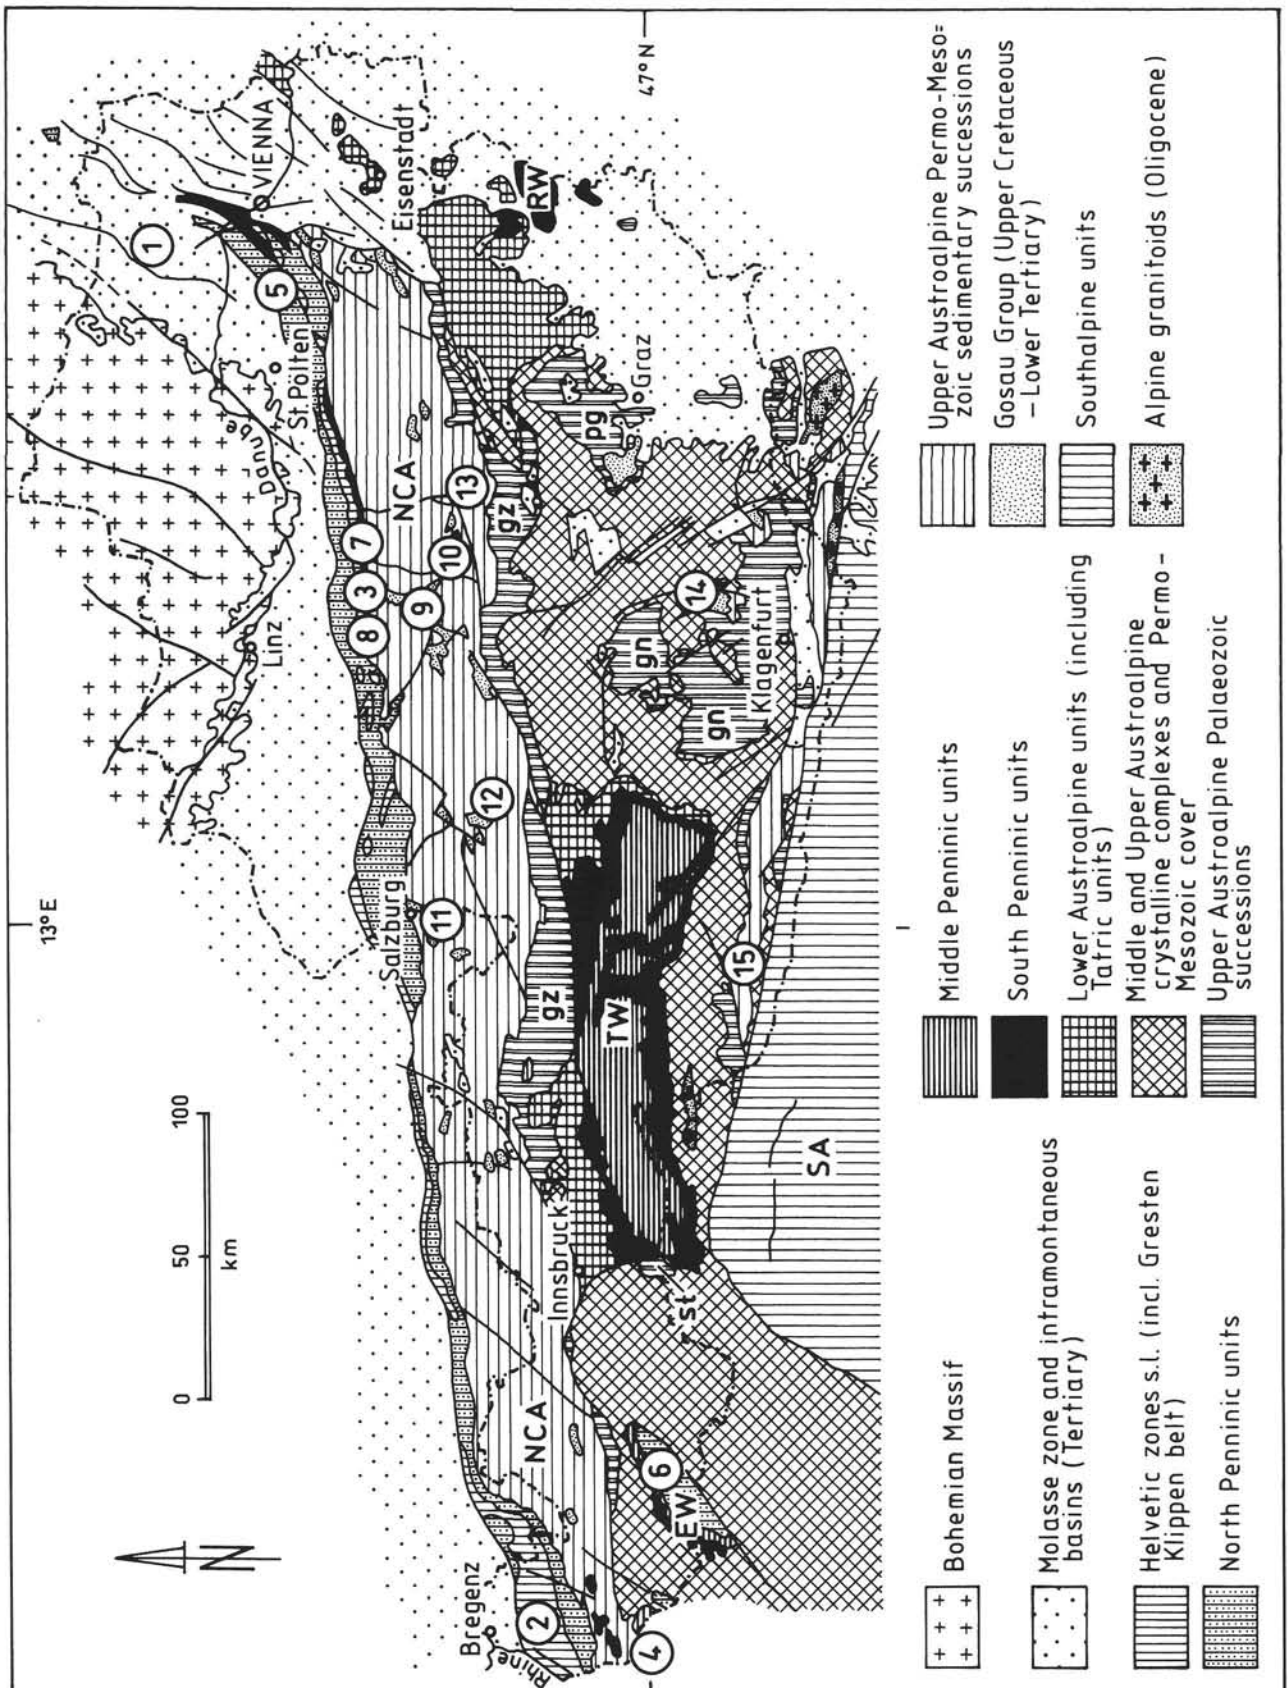 13° E
47° N
N
0 50 100
km
Bregenz
Rhine
Innsbruck
Salzburg
Linz
Danube
St.Pölten
VIENNA
Eisenstadt
Graz
Klagenfurt
NCA
NCA
EW
st
TW
SA
gz
gz
gn
gn
pg
RW
1
2
3
4
5
6
7
8
9
10
11
12
13
14
15
Bohemian Massif
Molasse zone and intramontaneous
basins (Tertiary)
Helvetic zones s.l. (incl. Gresten
Klippen belt)
North Penninic units
Middle Penninic units
South Penninic units
Lower Austroalpine units (including
Tatric units)
Middle and Upper Austroalpine
crystalline complexes and Permo-
Mesozoic cover
Upper Austroalpine Palaeozoic
successions
Upper Austroalpine Permo-Meso=
zoic sedimentary successions
Gosau Group (Upper Cretaceous
-Lower Tertiary)
Southalpine units
Alpine granitoids (Oligocene)